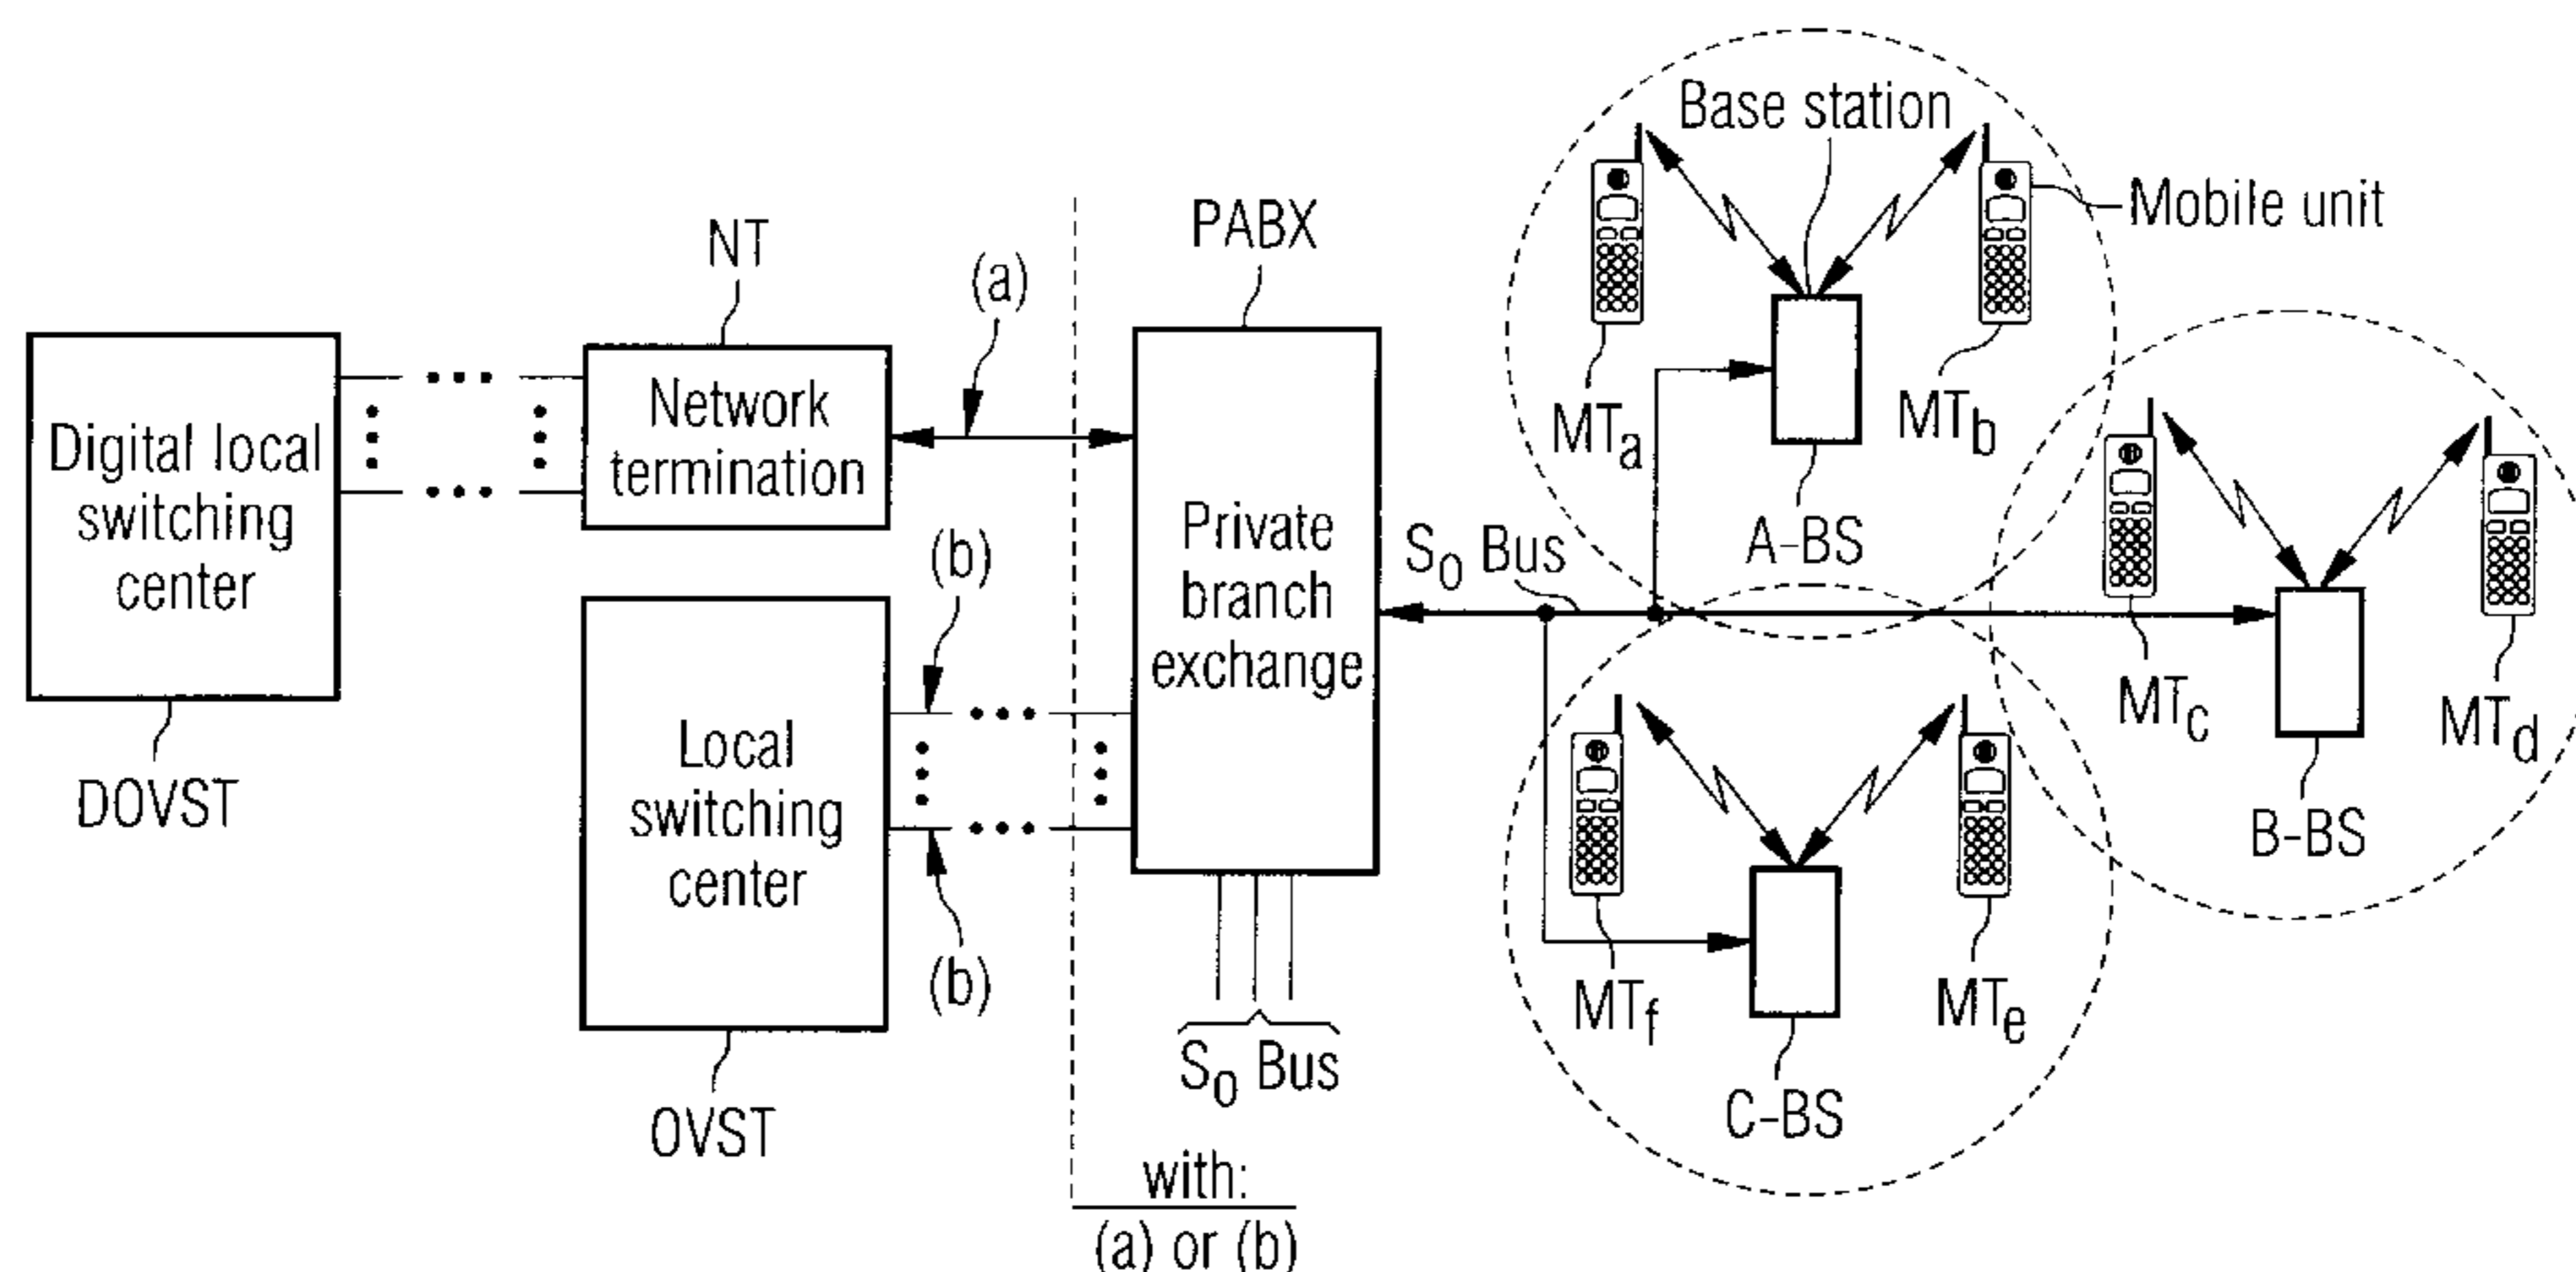 Digital local
switching
center
DOVST
NT
Network
termination
(a)
(b)
Local
switching
center
(b)
OVST
PABX
Private
branch
exchange
S0 Bus
with:
(a) or (b)
S0 Bus
Base station
Mobile unit
MTa
MTb
A-BS
MTc
MTd
B-BS
MTf
MTe
C-BS